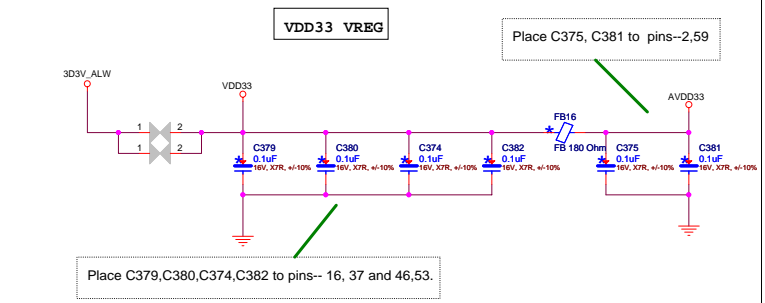 VDD33 VREG
Place C375, C381 to pins--2,59
3D3V_ALW
VDD33
AVDD33
1 2
1 2
FB16
FB 180 Ohm
C379
0.1uF
16V, X7R, +/-10%
C380
0.1uF
16V, X7R, +/-10%
C374
0.1uF
16V, X7R, +/-10%
C382
0.1uF
16V, X7R, +/-10%
C375
0.1uF
16V, X7R, +/-10%
C381
0.1uF
16V, X7R, +/-10%
Place C379,C380,C374,C382 to pins-- 16, 37 and 46,53.